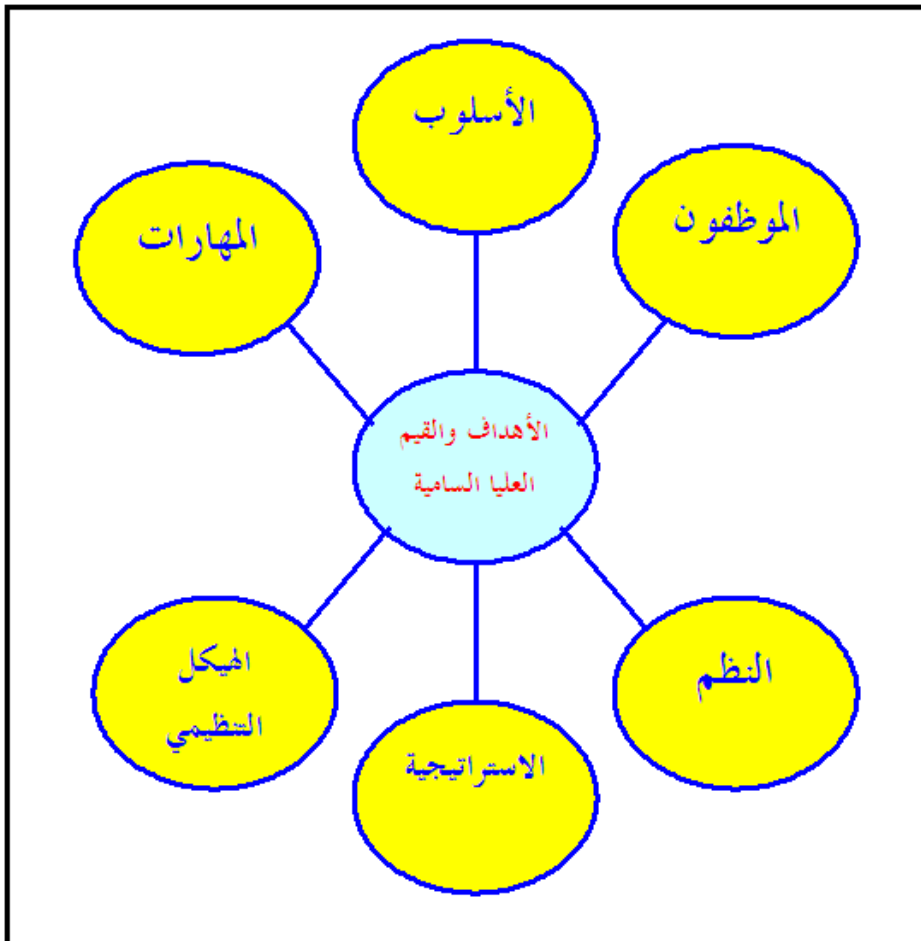 الأسلوب
الموظفون
المهارات
الأهداف والقيم
العليا السامية
الهيكل
التنظيمي
النظم
الاستراتيجية